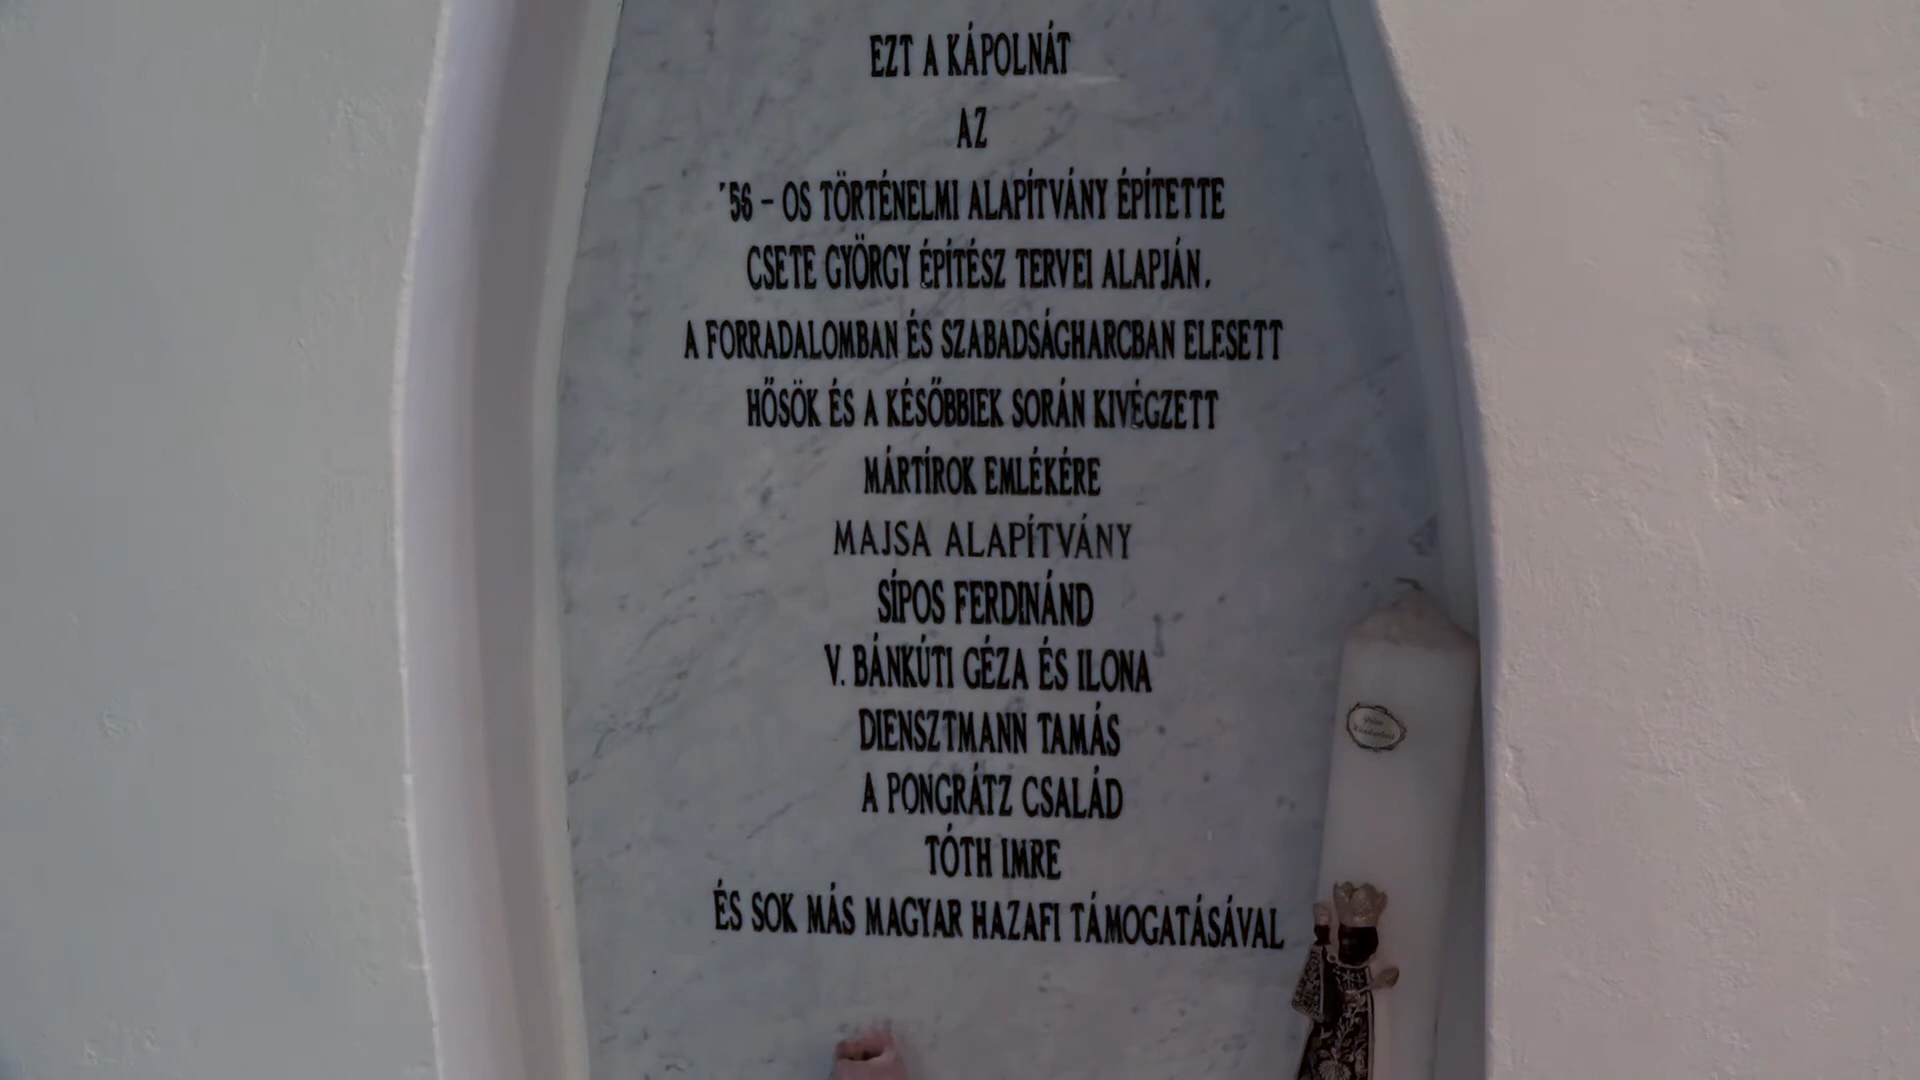 EZT A KÁPOLNÁT
AZ
'56 - OS TÖRTÉNELMI ALAPÍTVÁNY ÉPÍTETTE
CSETE GYÖRGY ÉPÍTÉSZ TERVEI ALAPJÁN.
A FORRADALOMBAN ÉS SZABADSÁGHARCBAN ELESETT
HŐSÖK ÉS A KÉSŐBBIEK SORÁN KIVÉGZETT
MÁRTÍROK EMLÉKÉRE
MAJSA ALAPÍTVÁNY
SÍPOS FERDINÁND
V. BÁNKÚTI GÉZA ÉS ILONA
DIENSZTMANN TAMÁS
A PONGRÁTZ CSALÁD
TÓTH IMRE
ÉS SOK MÁS MAGYAR HAZAFI TÁMOGATÁSÁVAL